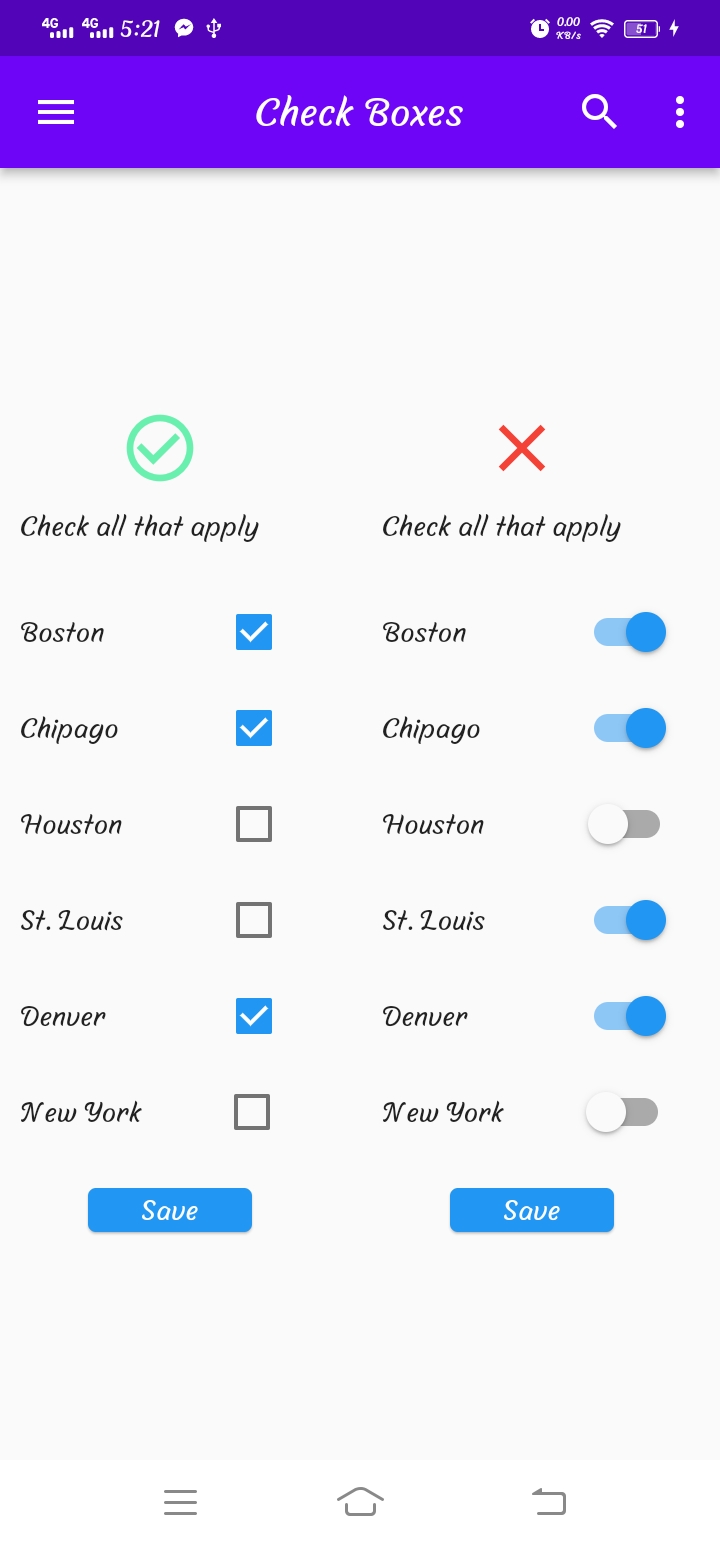 4G 4G 5:21 0.00 KB/s 51
Check Boxes
Check all that apply Check all that apply
Boston Boston
Chipago Chipago
Houston Houston
St. Louis St. Louis
Denver Denver
New York New York
Save Save